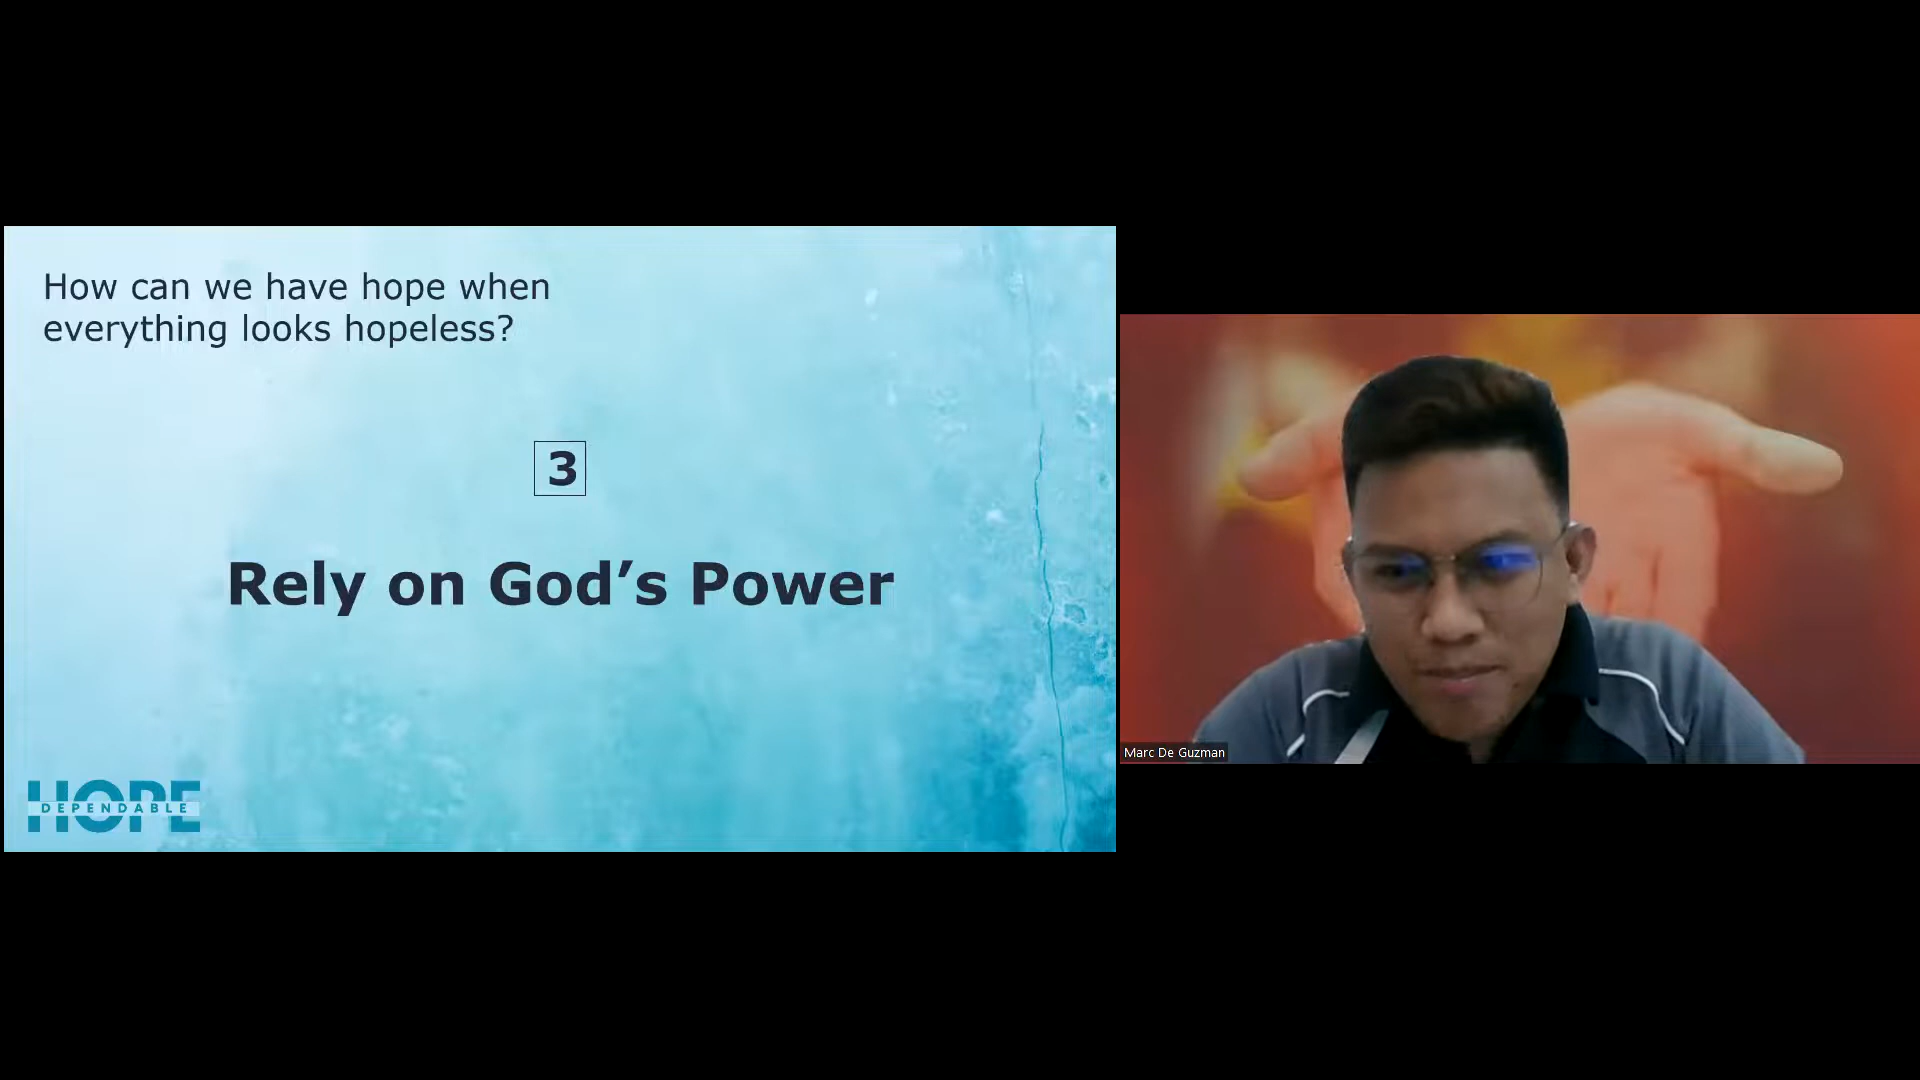 How can we have hope when
everything looks hopeless?
3
Rely on God’s Power
HOPE
DEPENDABLE
Marc De Guzman